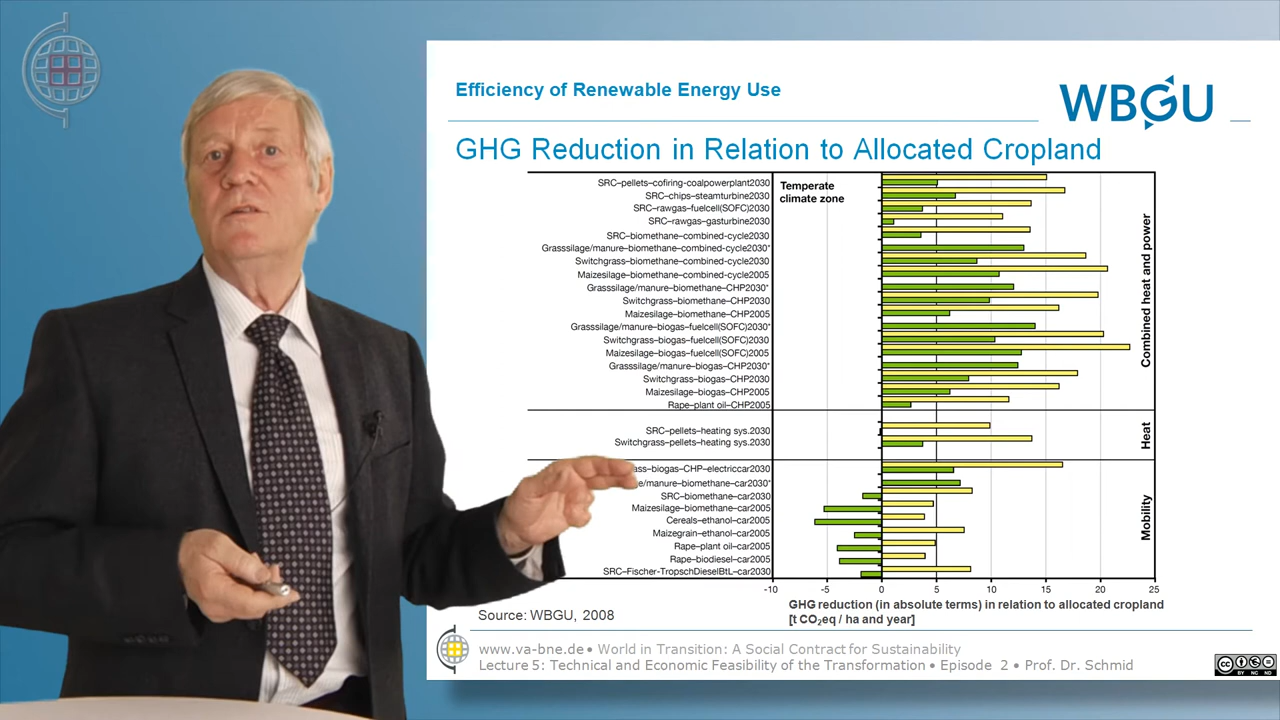 Efficiency of Renewable Energy Use
WBGU
GHG Reduction in Relation to Allocated Cropland
Temperate
climate zone
SRC–pellets–cofiring-coalpowerplant2030
SRC–chips–steamturbine2030
SRC–rawgas–fuelcell(SOFC)2030
SRC–rawgas–gasturbine2030
SRC–biomethane–combined-cycle2030
Grasssilage/manure–biomethane–combined-cycle2030*
Switchgrass–biomethane–combined-cycle2030
Maizesilage–biomethane–combined-cycle2005
Grasssilage/manure–biomethane–CHP2030*
Switchgrass–biomethane–CHP2030
Maizesilage–biomethane–CHP2005
Grasssilage/manure–biogas–fuelcell(SOFC)2030*
Switchgrass–biogas–fuelcell(SOFC)2030
Maizesilage–biogas–fuelcell(SOFC)2005
Grasssilage/manure–biogas–CHP2030*
Switchgrass–biogas–CHP2030
Maizesilage–biogas–CHP2005
Rape–plant oil–CHP2005
Combined heat and power
SRC–pellets–heating sys.2030
Switchgrass–pellets–heating sys.2030
Heat
ass–biogas–CHP–electriccar2030
e/manure–biomethane–car2030*
SRC–biomethane–car2030
Maizesilage–biomethane–car2005
Cereals–ethanol–car2005
Maizegrain–ethanol–car2005
Rape–plant oil–car2005
Rape–biodiesel–car2005
SRC–Fischer-TropschDieselBtL–car2030
Mobility
-10 -5 0 5 10 15 20 25
GHG reduction (in absolute terms) in relation to allocated cropland
[t CO₂eq / ha and year]
Source: WBGU, 2008
www.va-bne.de • World in Transition: A Social Contract for Sustainability
Lecture 5: Technical and Economic Feasibility of the Transformation • Episode 2 • Prof. Dr. Schmid
cc BY NC ND